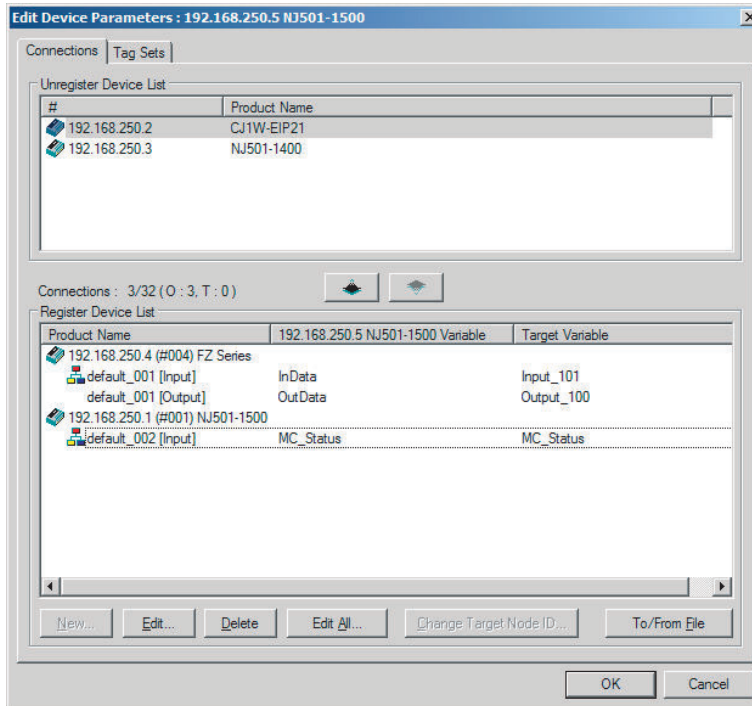 Edit Device Parameters : 192.168.250.5 NJ501-1500
Connections Tag Sets
Unregister Device List
# Product Name
192.168.250.2 CJ1W-EIP21
192.168.250.3 NJ501-1400
Connections : 3/32 ( O : 3, T : 0 )
Register Device List
Product Name 192.168.250.5 NJ501-1500 Variable Target Variable
192.168.250.4 (#004) FZ Series
default_001 [Input] InData Input_101
default_001 [Output] OutData Output_100
192.168.250.1 (#001) NJ501-1500
default_002 [Input] MC_Status MC_Status
New... Edit... Delete Edit All... Change Target Node ID... To/From File
OK Cancel